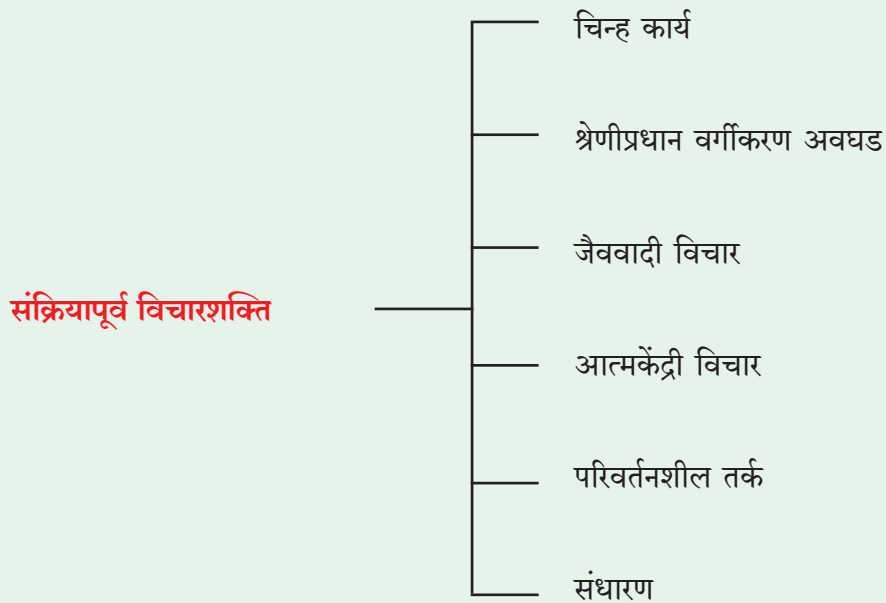 चिन्ह कार्य
श्रेणीप्रधान वर्गीकरण अवघड
जैववादी विचार
संक्रियापूर्व विचारशक्ति
आत्मकेंद्री विचार
परिवर्तनशील तर्क
संधारण